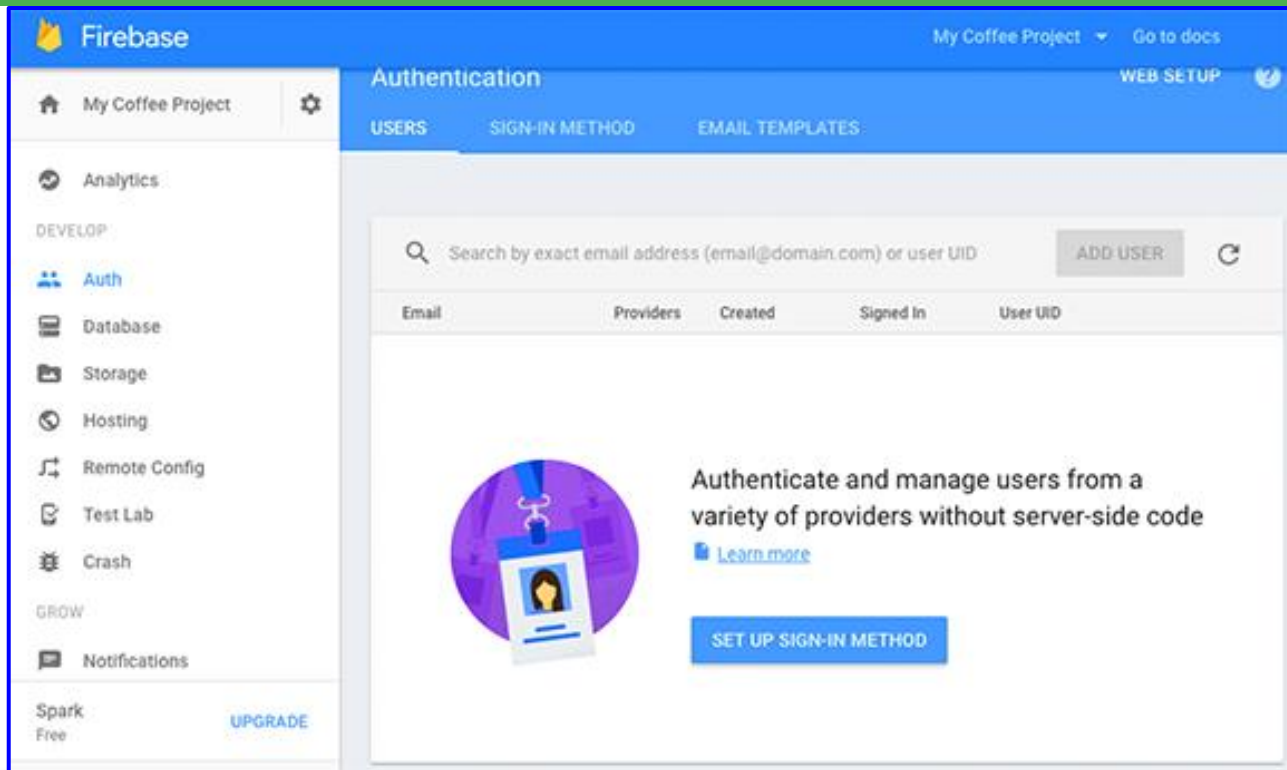 Firebase
My Coffee Project
Go to docs
My Coffee Project
Authentication
WEB SETUP
USERS
SIGN-IN METHOD
EMAIL TEMPLATES
Analytics
DEVELOP
Auth
Database
Storage
Hosting
Remote Config
Test Lab
Crash
GROW
Notifications
Spark
Free
UPGRADE
Search by exact email address (email@domain.com) or user UID
ADD USER
Email
Providers
Created
Signed In
User UID
Authenticate and manage users from a
variety of providers without server-side code
Learn more
SET UP SIGN-IN METHOD